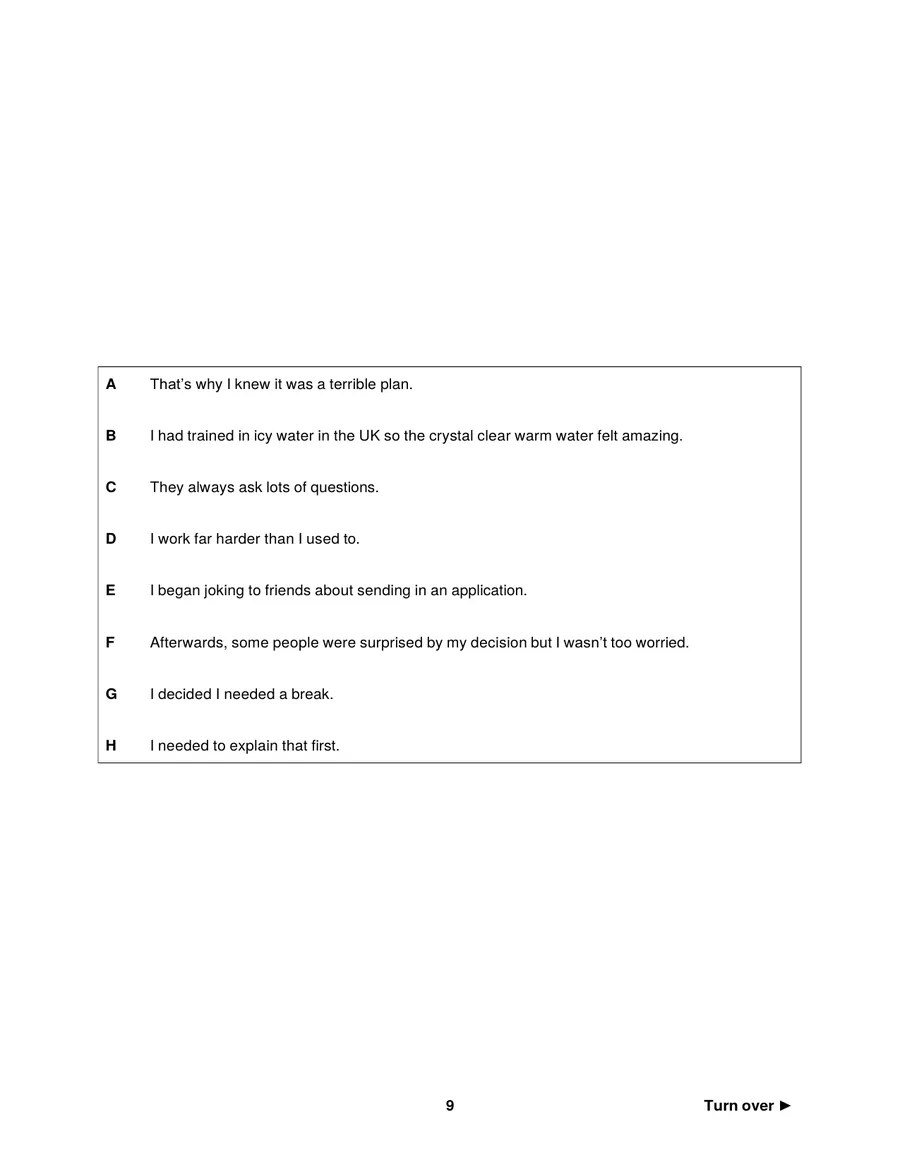 A That’s why I knew it was a terrible plan.
B I had trained in icy water in the UK so the crystal clear warm water felt amazing.
C They always ask lots of questions.
D I work far harder than I used to.
E I began joking to friends about sending in an application.
F Afterwards, some people were surprised by my decision but I wasn’t too worried.
G I decided I needed a break.
H I needed to explain that first.
9 Turn over ►